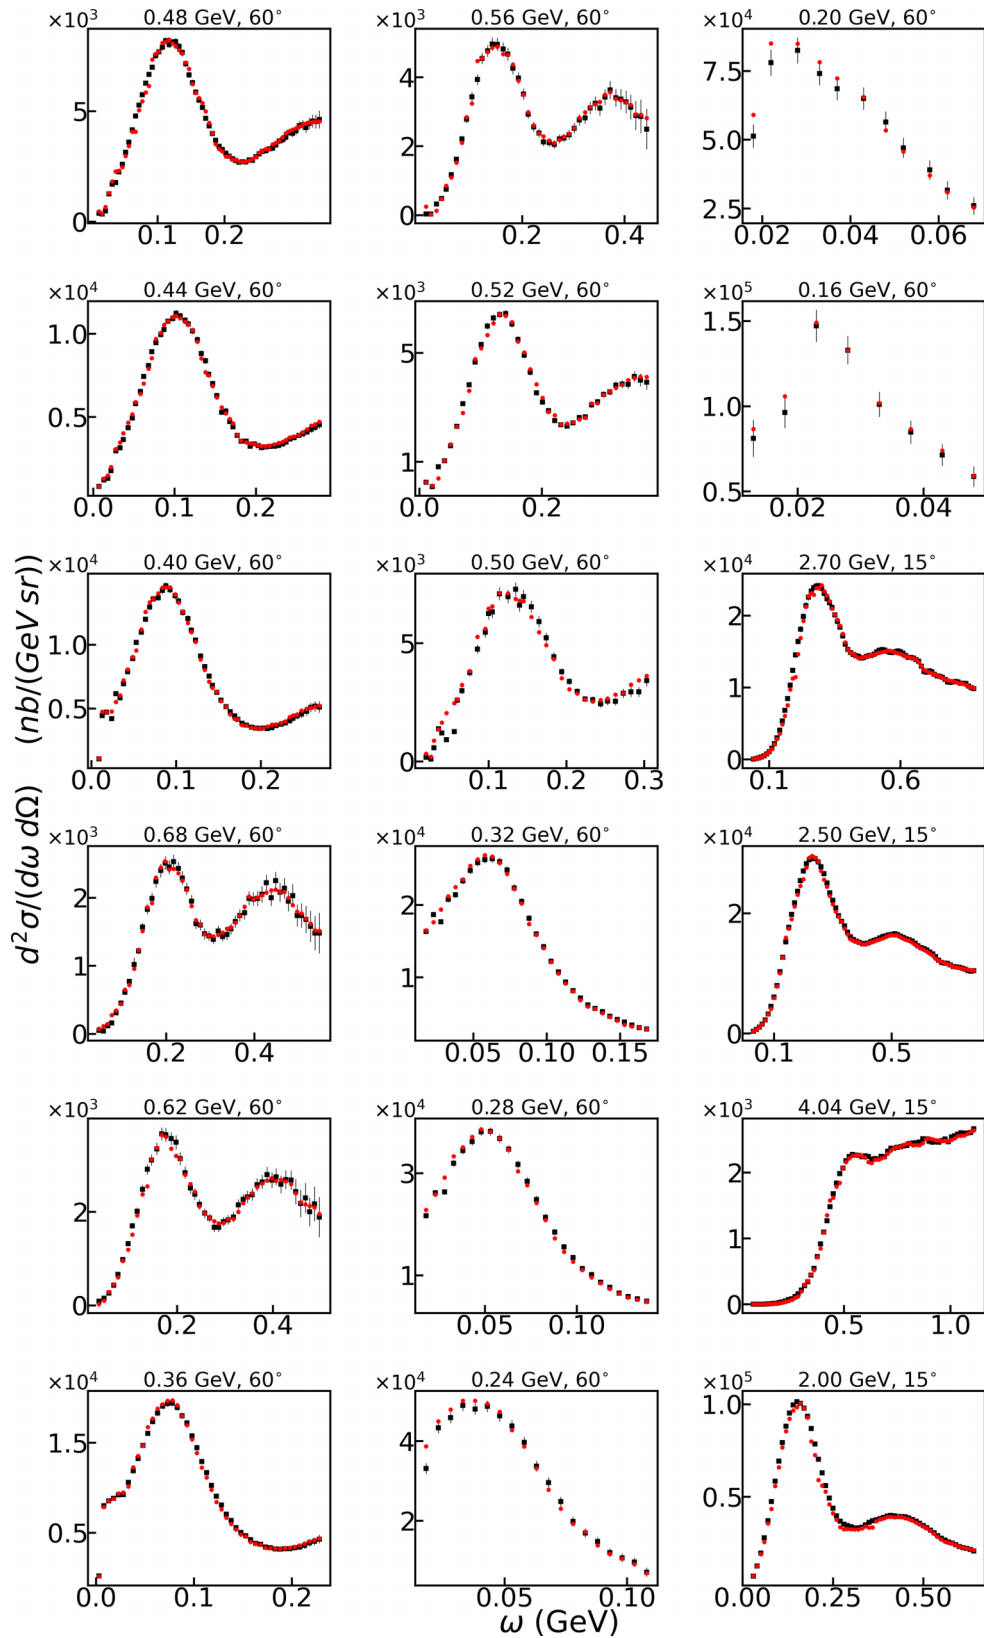 ×10³ 0.48 GeV, 60°
5
0
0.1 0.2
×10³ 0.56 GeV, 60°
4
2
0
0.2 0.4
×10⁴ 0.20 GeV, 60°
7.5
5.0
2.5
0.02 0.04 0.06
×10⁴ 0.44 GeV, 60°
1.0
0.5
0.0 0.1 0.2
×10³ 0.52 GeV, 60°
5
1
0.2
×10⁵ 0.16 GeV, 60°
1.5
1.0
0.5
0.02 0.04
×10⁴ 0.40 GeV, 60°
1.0
0.5
0.0 0.1 0.2
×10³ 0.50 GeV, 60°
5
0
0.1 0.2 0.3
×10⁴ 2.70 GeV, 15°
2
1
0
0.1 0.6
d²σ/(dω dΩ) (nb/(GeV sr))
×10³ 0.68 GeV, 60°
2
1
0
0.2 0.4
×10⁴ 0.32 GeV, 60°
2
1
0.05 0.10 0.15
×10⁴ 2.50 GeV, 15°
2
0
0.1 0.5
×10³ 0.62 GeV, 60°
2
0
0.2 0.4
×10⁴ 0.28 GeV, 60°
3
1
0.05 0.10
×10³ 4.04 GeV, 15°
2
1
0
0.5 1.0
×10⁴ 0.36 GeV, 60°
1.5
0.5
0.0 0.1 0.2
×10⁴ 0.24 GeV, 60°
4
2
0.05 0.10
×10⁵ 2.00 GeV, 15°
1.0
0.5
0.00 0.25 0.50
ω (GeV)